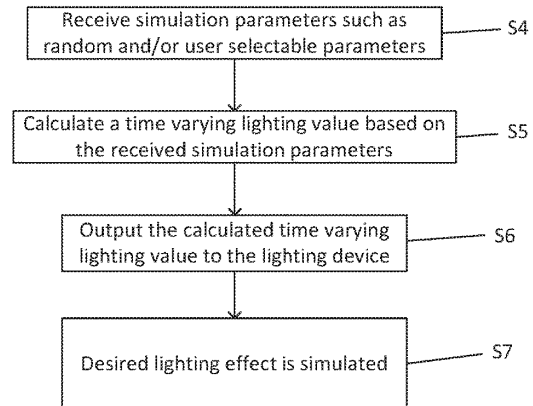 Receive simulation parameters such as
random and/or user selectable parameters
S4
Calculate a time varying lighting value based on
the received simulation parameters
S5
Output the calculated time varying
lighting value to the lighting device
S6
Desired lighting effect is simulated
S7